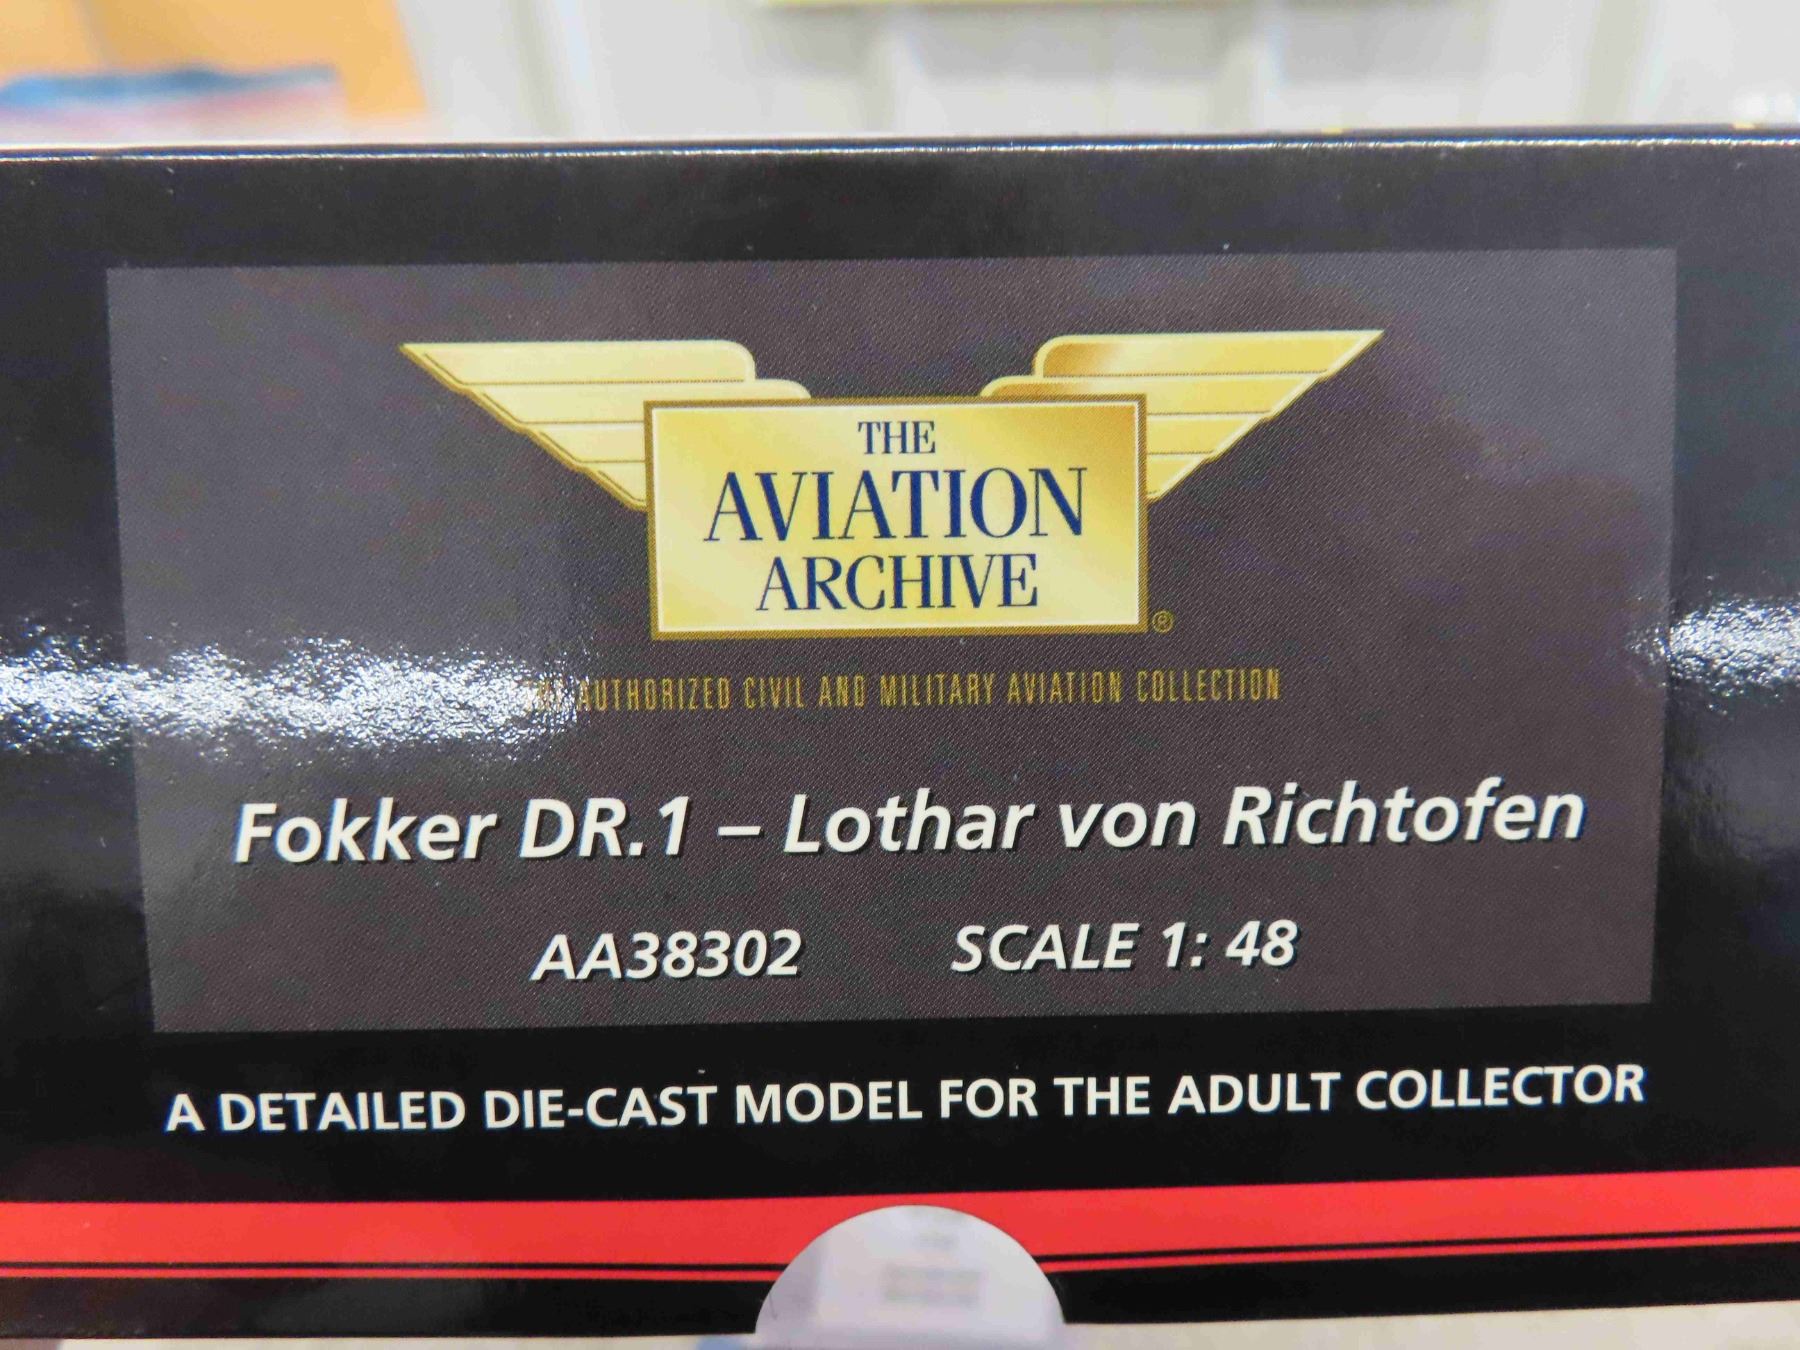 THE
AVIATION
ARCHIVE
®
THE AUTHORIZED CIVIL AND MILITARY AVIATION COLLECTION
Fokker DR.1 – Lothar von Richtofen
AA38302 SCALE 1: 48
A DETAILED DIE-CAST MODEL FOR THE ADULT COLLECTOR